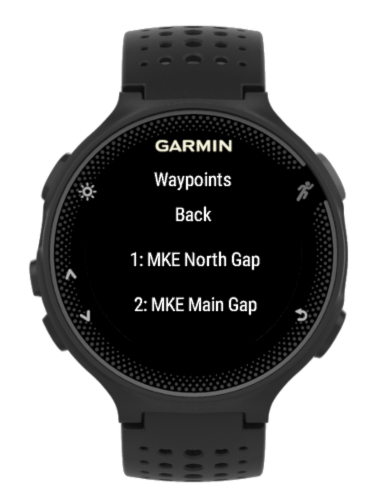 GARMIN
Waypoints
Back
1: MKE North Gap
2: MKE Main Gap